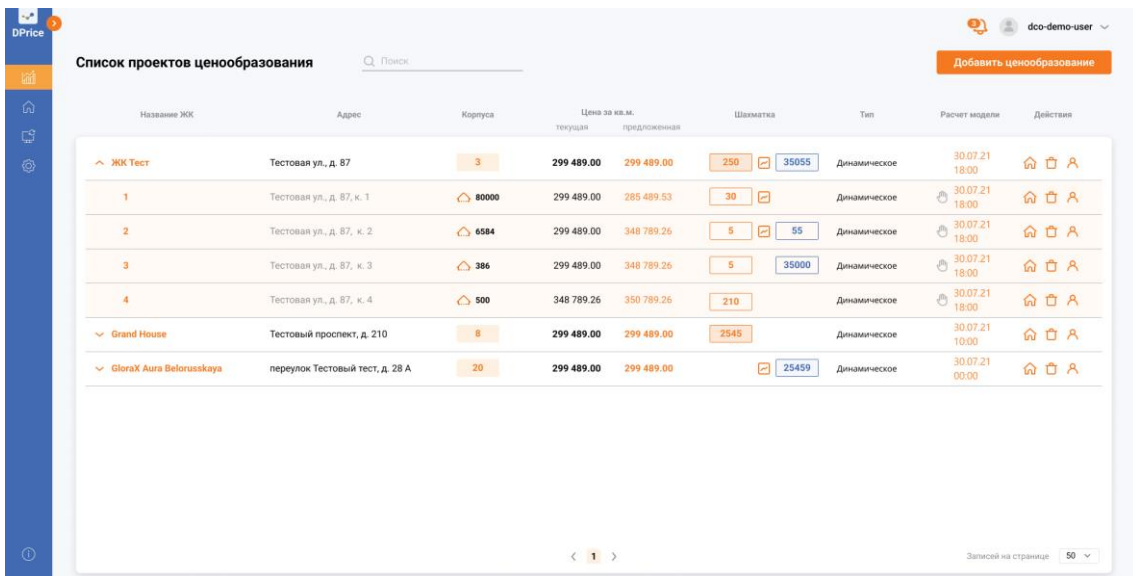 DPrice
3
dco-demo-user
Список проектов ценообразования
Поиск
Добавить ценообразование
Название ЖК Адрес Корпуса Цена за кв.м. Шахматка Тип Расчет модели Действия
текущая предложенная
ЖК Тест Тестовая ул., д. 87 3 299 489.00 299 489.00 250 35055 Динамическое 30.07.21 18:00
1 Тестовая ул., д. 87, к. 1 80000 299 489.00 285 489.53 30 Динамическое 30.07.21 18:00
2 Тестовая ул., д. 87, к. 2 6584 299 489.00 348 789.26 5 55 Динамическое 30.07.21 18:00
3 Тестовая ул., д. 87, к. 3 386 299 489.00 348 789.26 5 35000 Динамическое 30.07.21 18:00
4 Тестовая ул., д. 87, к. 4 500 348 789.26 350 789.26 210 Динамическое 30.07.21 18:00
Grand House Тестовый проспект, д. 210 8 299 489.00 299 489.00 2545 Динамическое 30.07.21 10:00
GloraX Aura Belorusskaya переулок Тестовый тест, д. 28 А 20 299 489.00 299 489.00 25459 Динамическое 30.07.21 00:00
1
Записей на странице 50